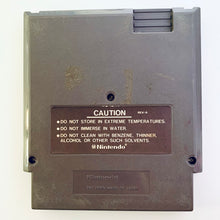 CAUTION
REV-A
•DO NOT STORE IN EXTREME TEMPERATURES.
•DO NOT IMMERSE IN WATER.
•DO NOT CLEAN WITH BENZENE, THINNER,
ALCOHOL OR OTHER SUCH SOLVENTS.
Nintendo
Nintendo